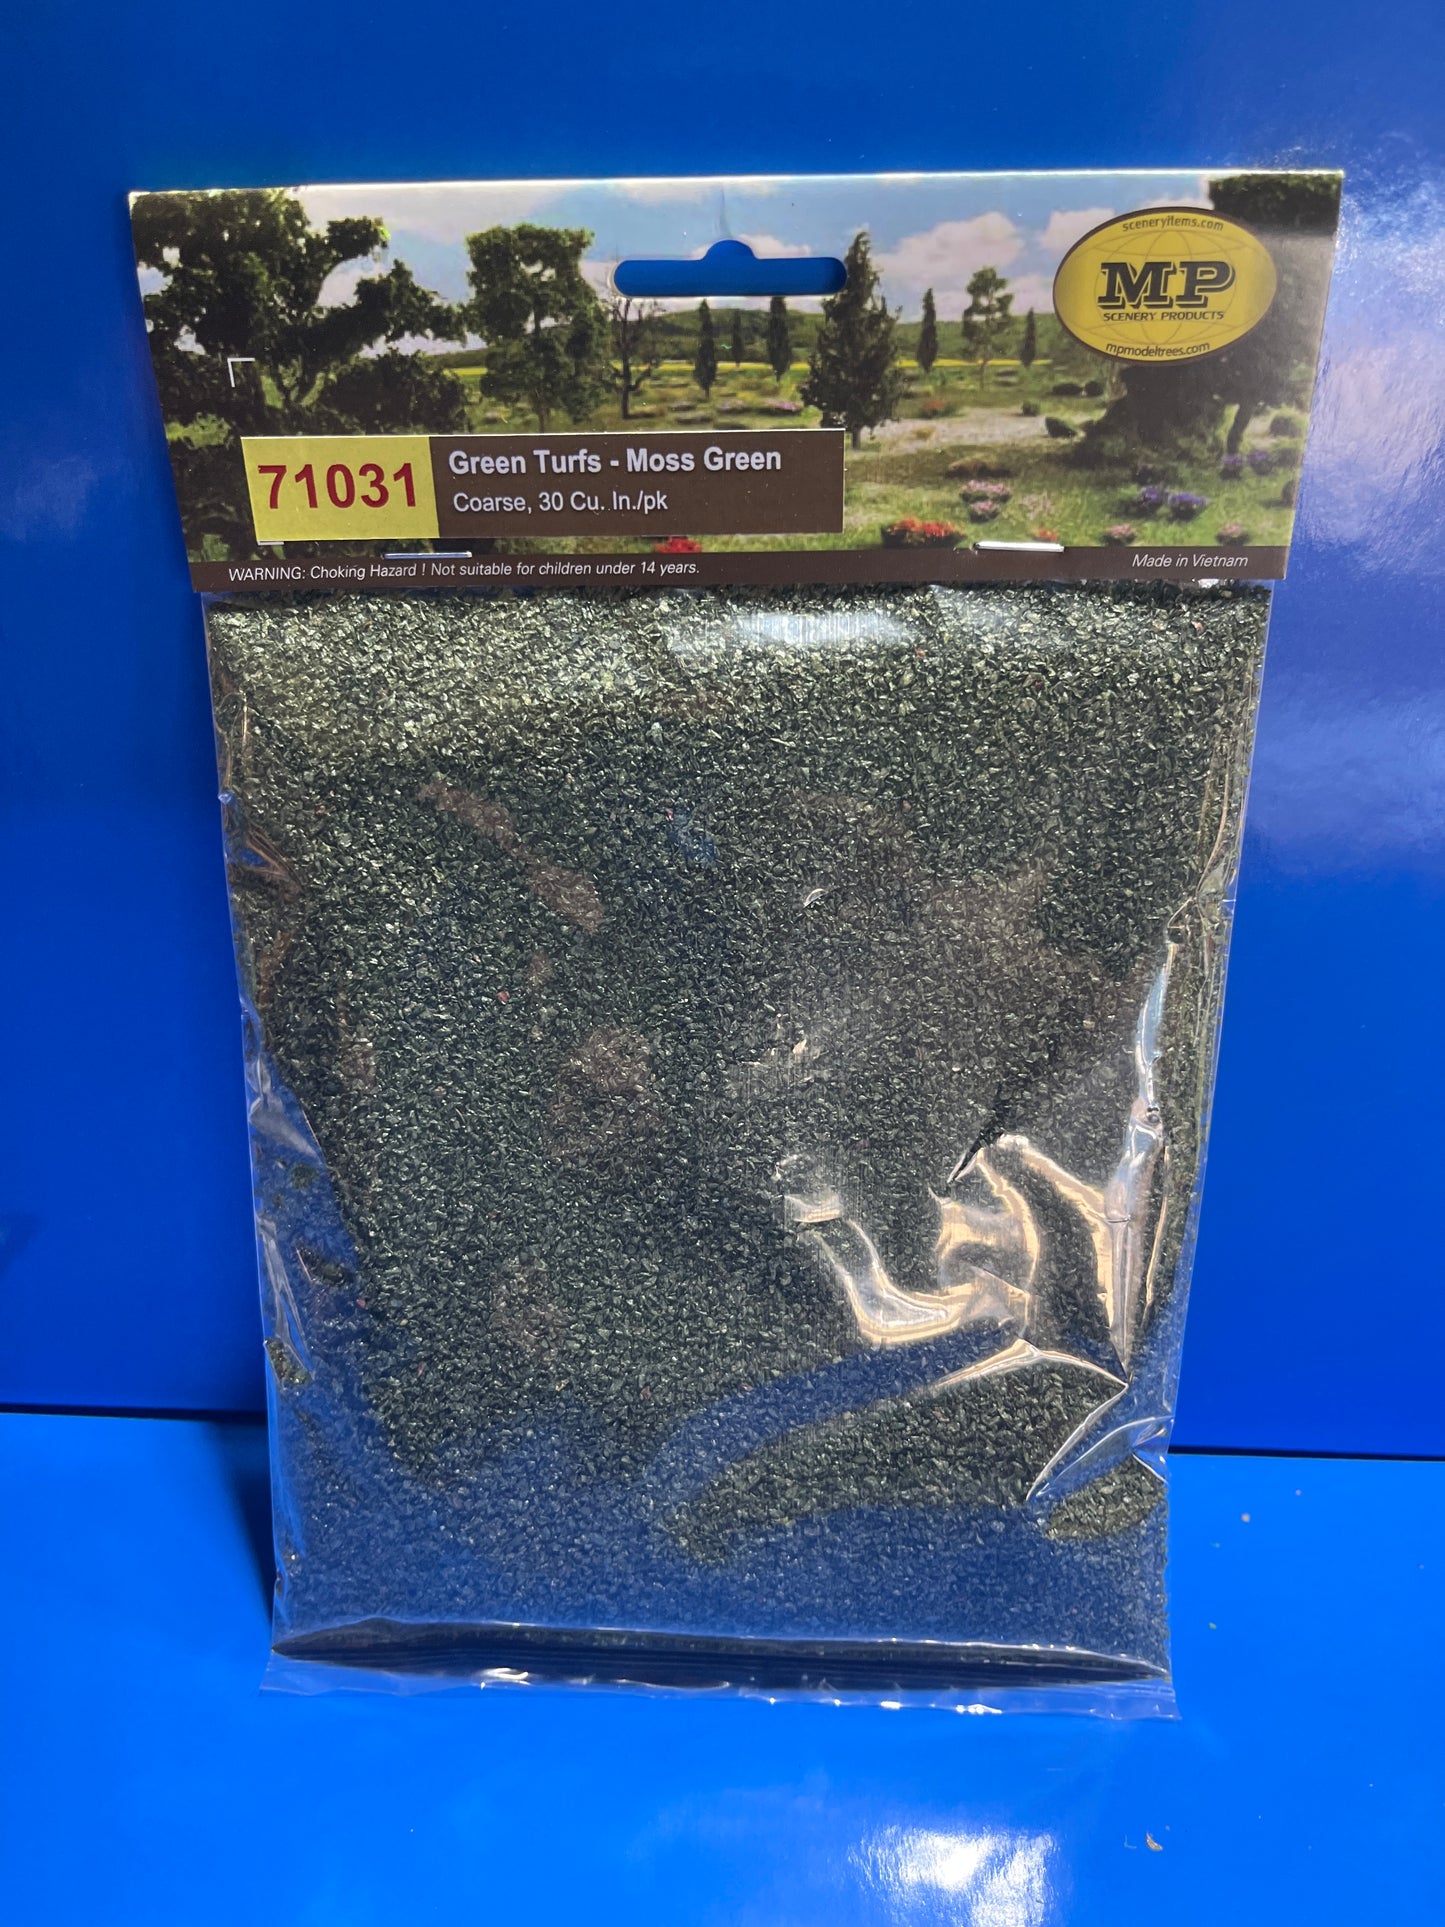 sceneryitems.com
MP
SCENERY PRODUCTS
mpmodeltrees.com
71031
Green Turfs - Moss Green
Coarse, 30 Cu. In./pk
WARNING: Choking Hazard ! Not suitable for children under 14 years.
Made in Vietnam